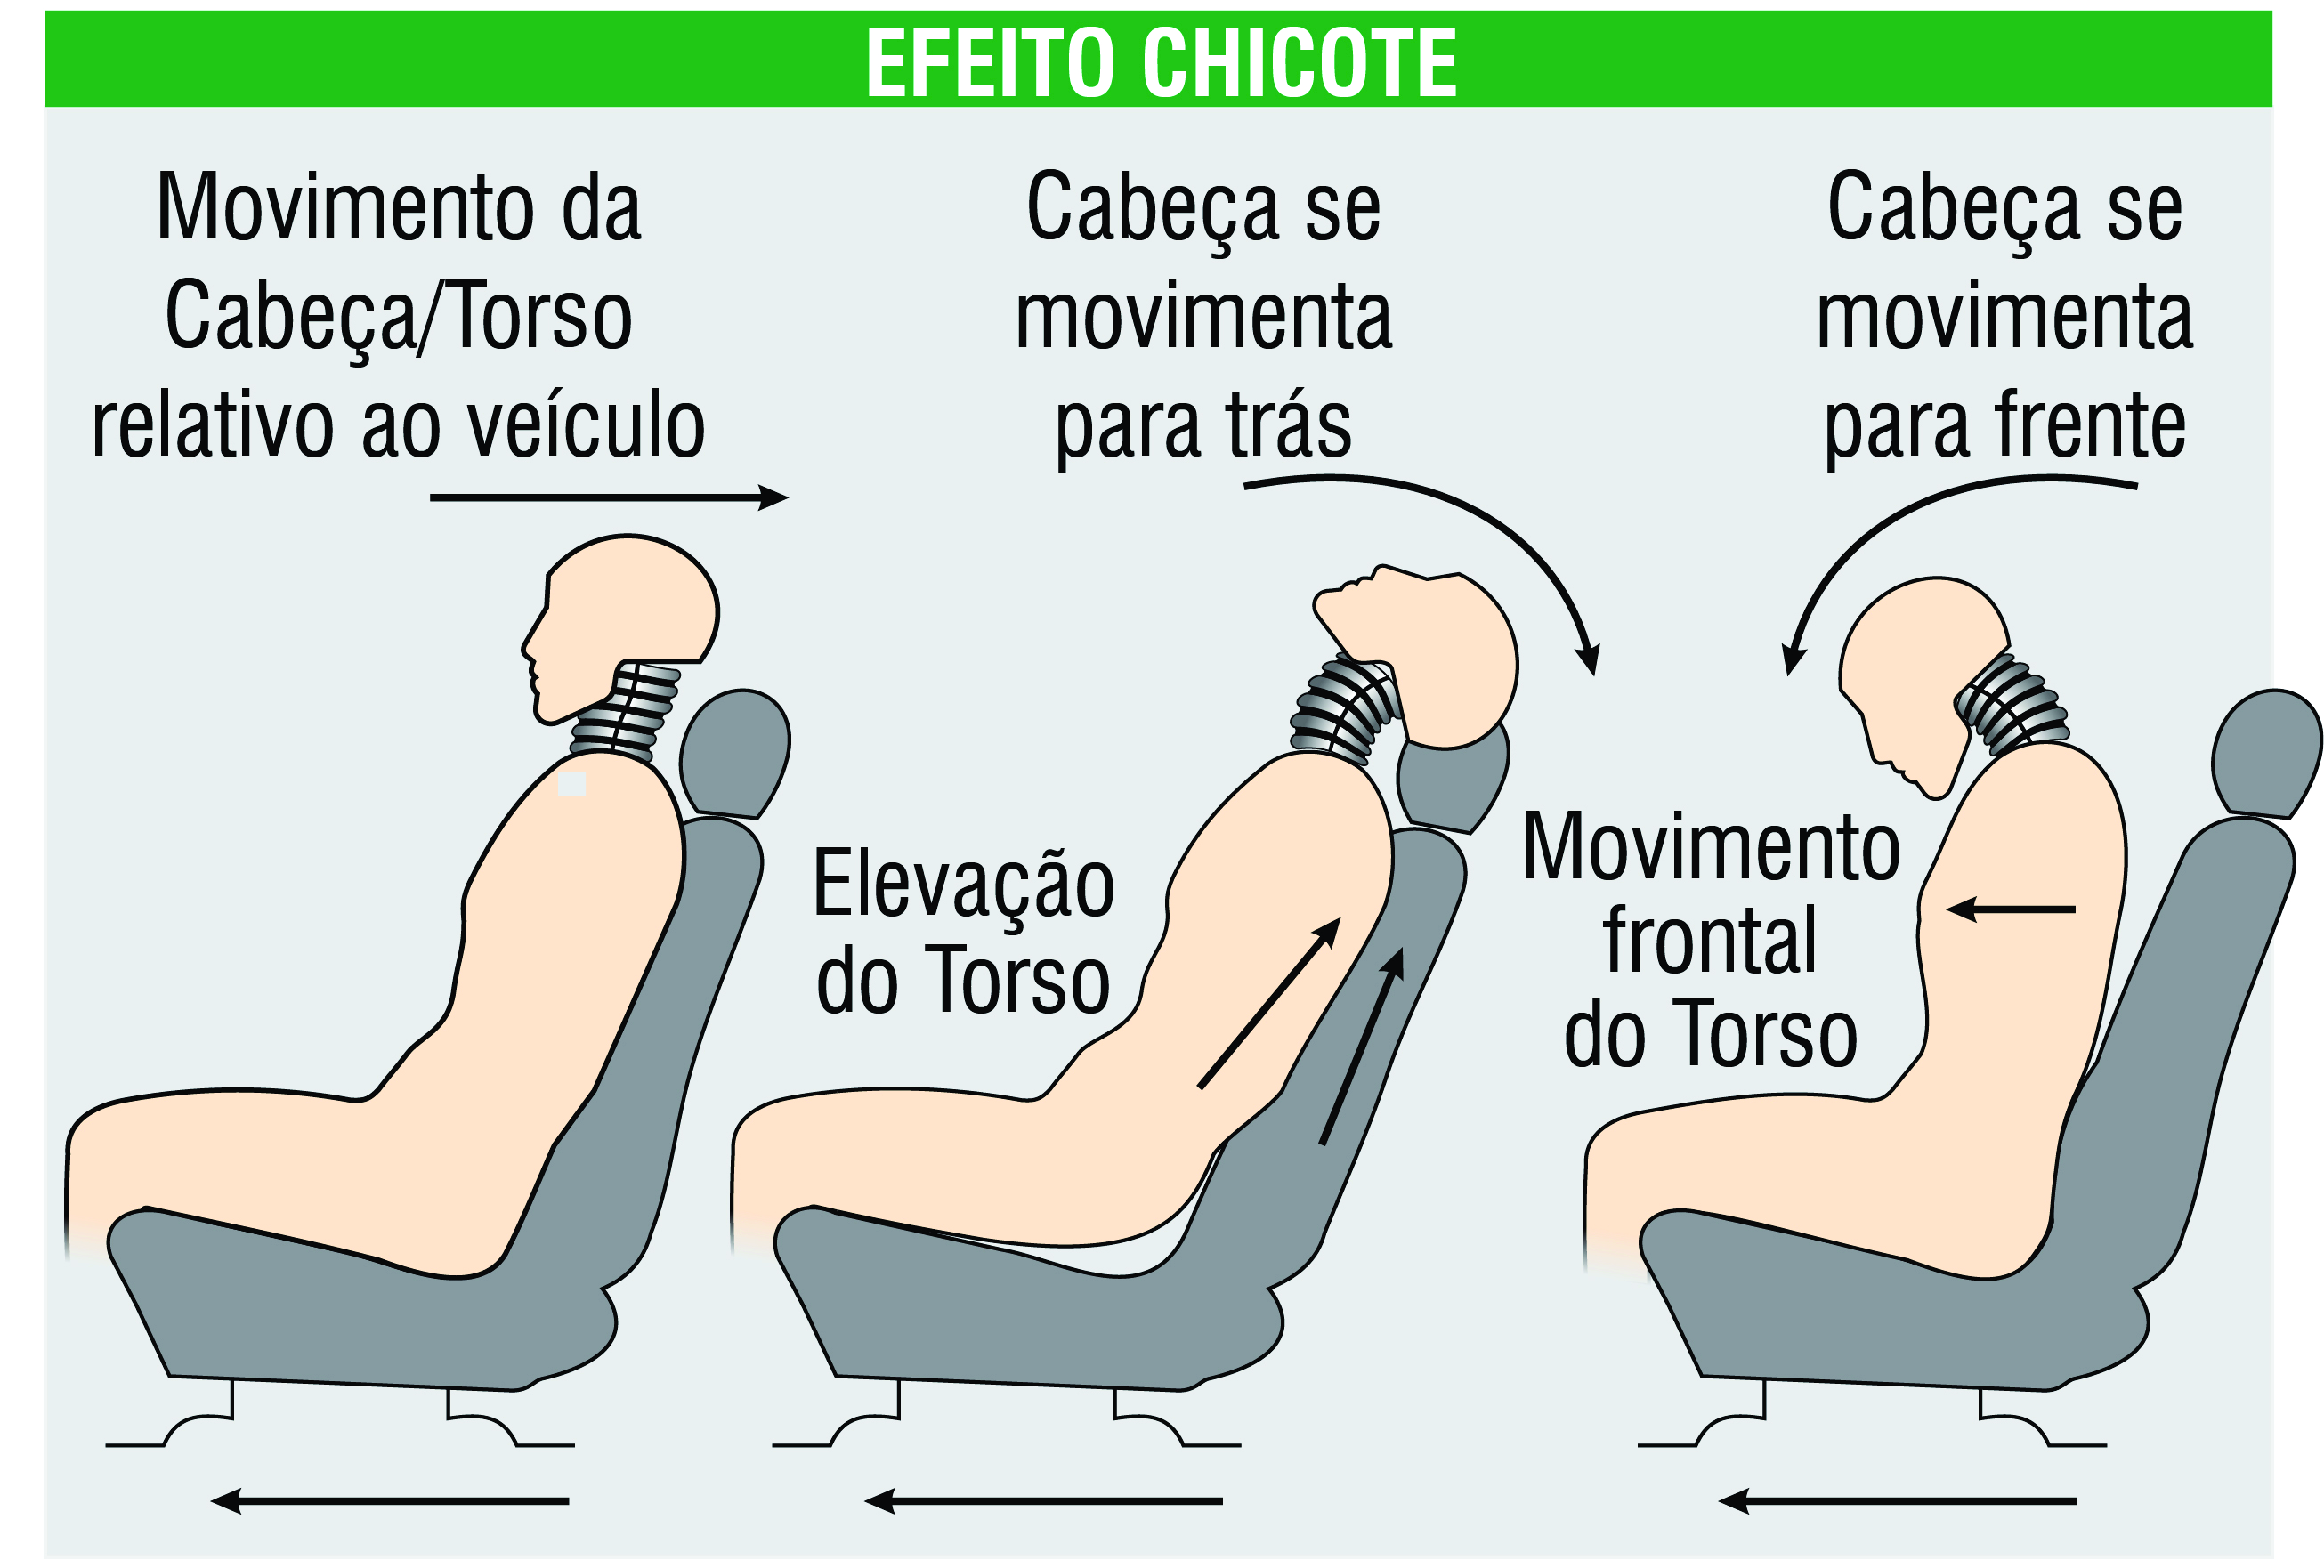 EFEITO CHICOTE
Movimento da
Cabeça/Torso
relativo ao veículo
Cabeça se
movimenta
para trás
Cabeça se
movimenta
para frente
Elevação
do Torso
Movimento
frontal
do Torso